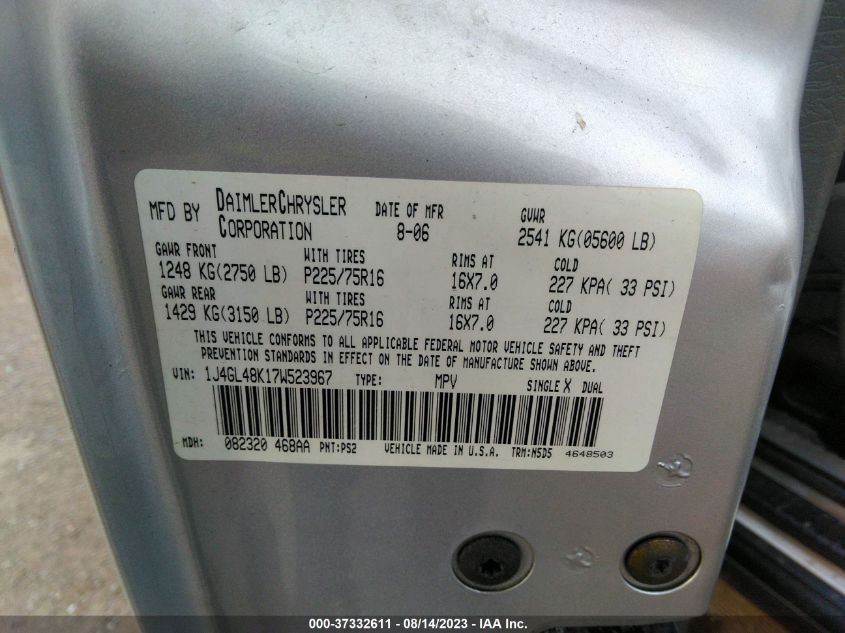 MFD BY DAIMLERCHRYSLER CORPORATION DATE OF MFR 8-06 GVWR 2541 KG(05600 LB)
GAWR FRONT WITH TIRES RIMS AT COLD
1248 KG(2750 LB) P225/75R16 16X7.0 227 KPA( 33 PSI)
GAWR REAR WITH TIRES RIMS AT COLD
1429 KG(3150 LB) P225/75R16 16X7.0 227 KPA( 33 PSI)
THIS VEHICLE CONFORMS TO ALL APPLICABLE FEDERAL MOTOR VEHICLE SAFETY AND THEFT
PREVENTION STANDARDS IN EFFECT ON THE DATE OF MANUFACTURE SHOWN ABOVE.
VIN: 1J4GL48K17W523967 TYPE: MPV SINGLE X DUAL
MDH: 082320 468AA PNT:PS2 VEHICLE MADE IN U.S.A. TRM:N5D5 4648503
000-37332611 - 08/14/2023 - IAA Inc.